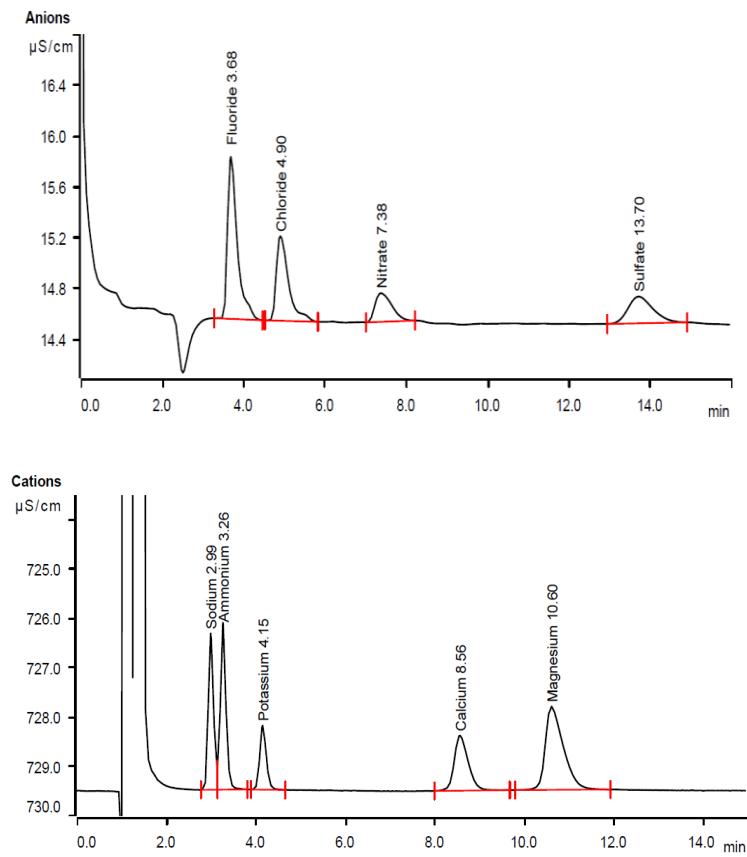 Anions
µS/cm
16.4
16.0
15.6
15.2
14.8
14.4
Fluoride 3.68
Chloride 4.90
Nitrate 7.38
Sulfate 13.70
0.0 2.0 4.0 6.0 8.0 10.0 12.0 14.0 min
Cations
µS/cm
725.0
726.0
727.0
728.0
729.0
730.0
Sodium 2.99
Ammonium 3.26
Potassium 4.15
Calcium 8.56
Magnesium 10.60
0.0 2.0 4.0 6.0 8.0 10.0 12.0 14.0 min